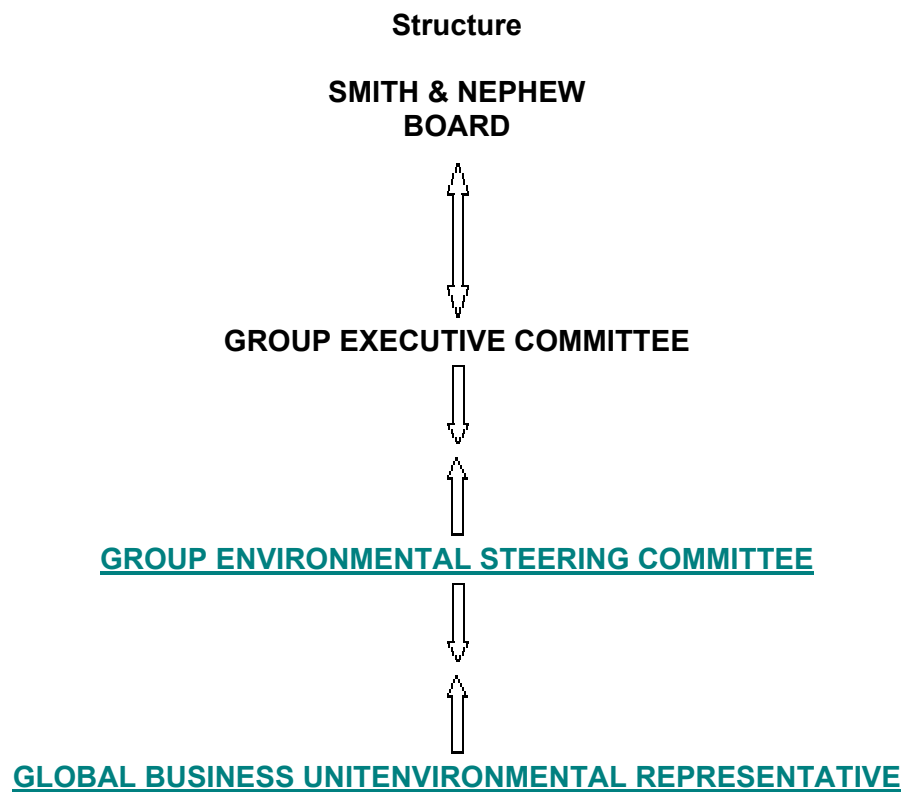 Structure
SMITH & NEPHEW
BOARD
GROUP EXECUTIVE COMMITTEE
GROUP ENVIRONMENTAL STEERING COMMITTEE
GLOBAL BUSINESS UNITENVIRONMENTAL REPRESENTATIVE